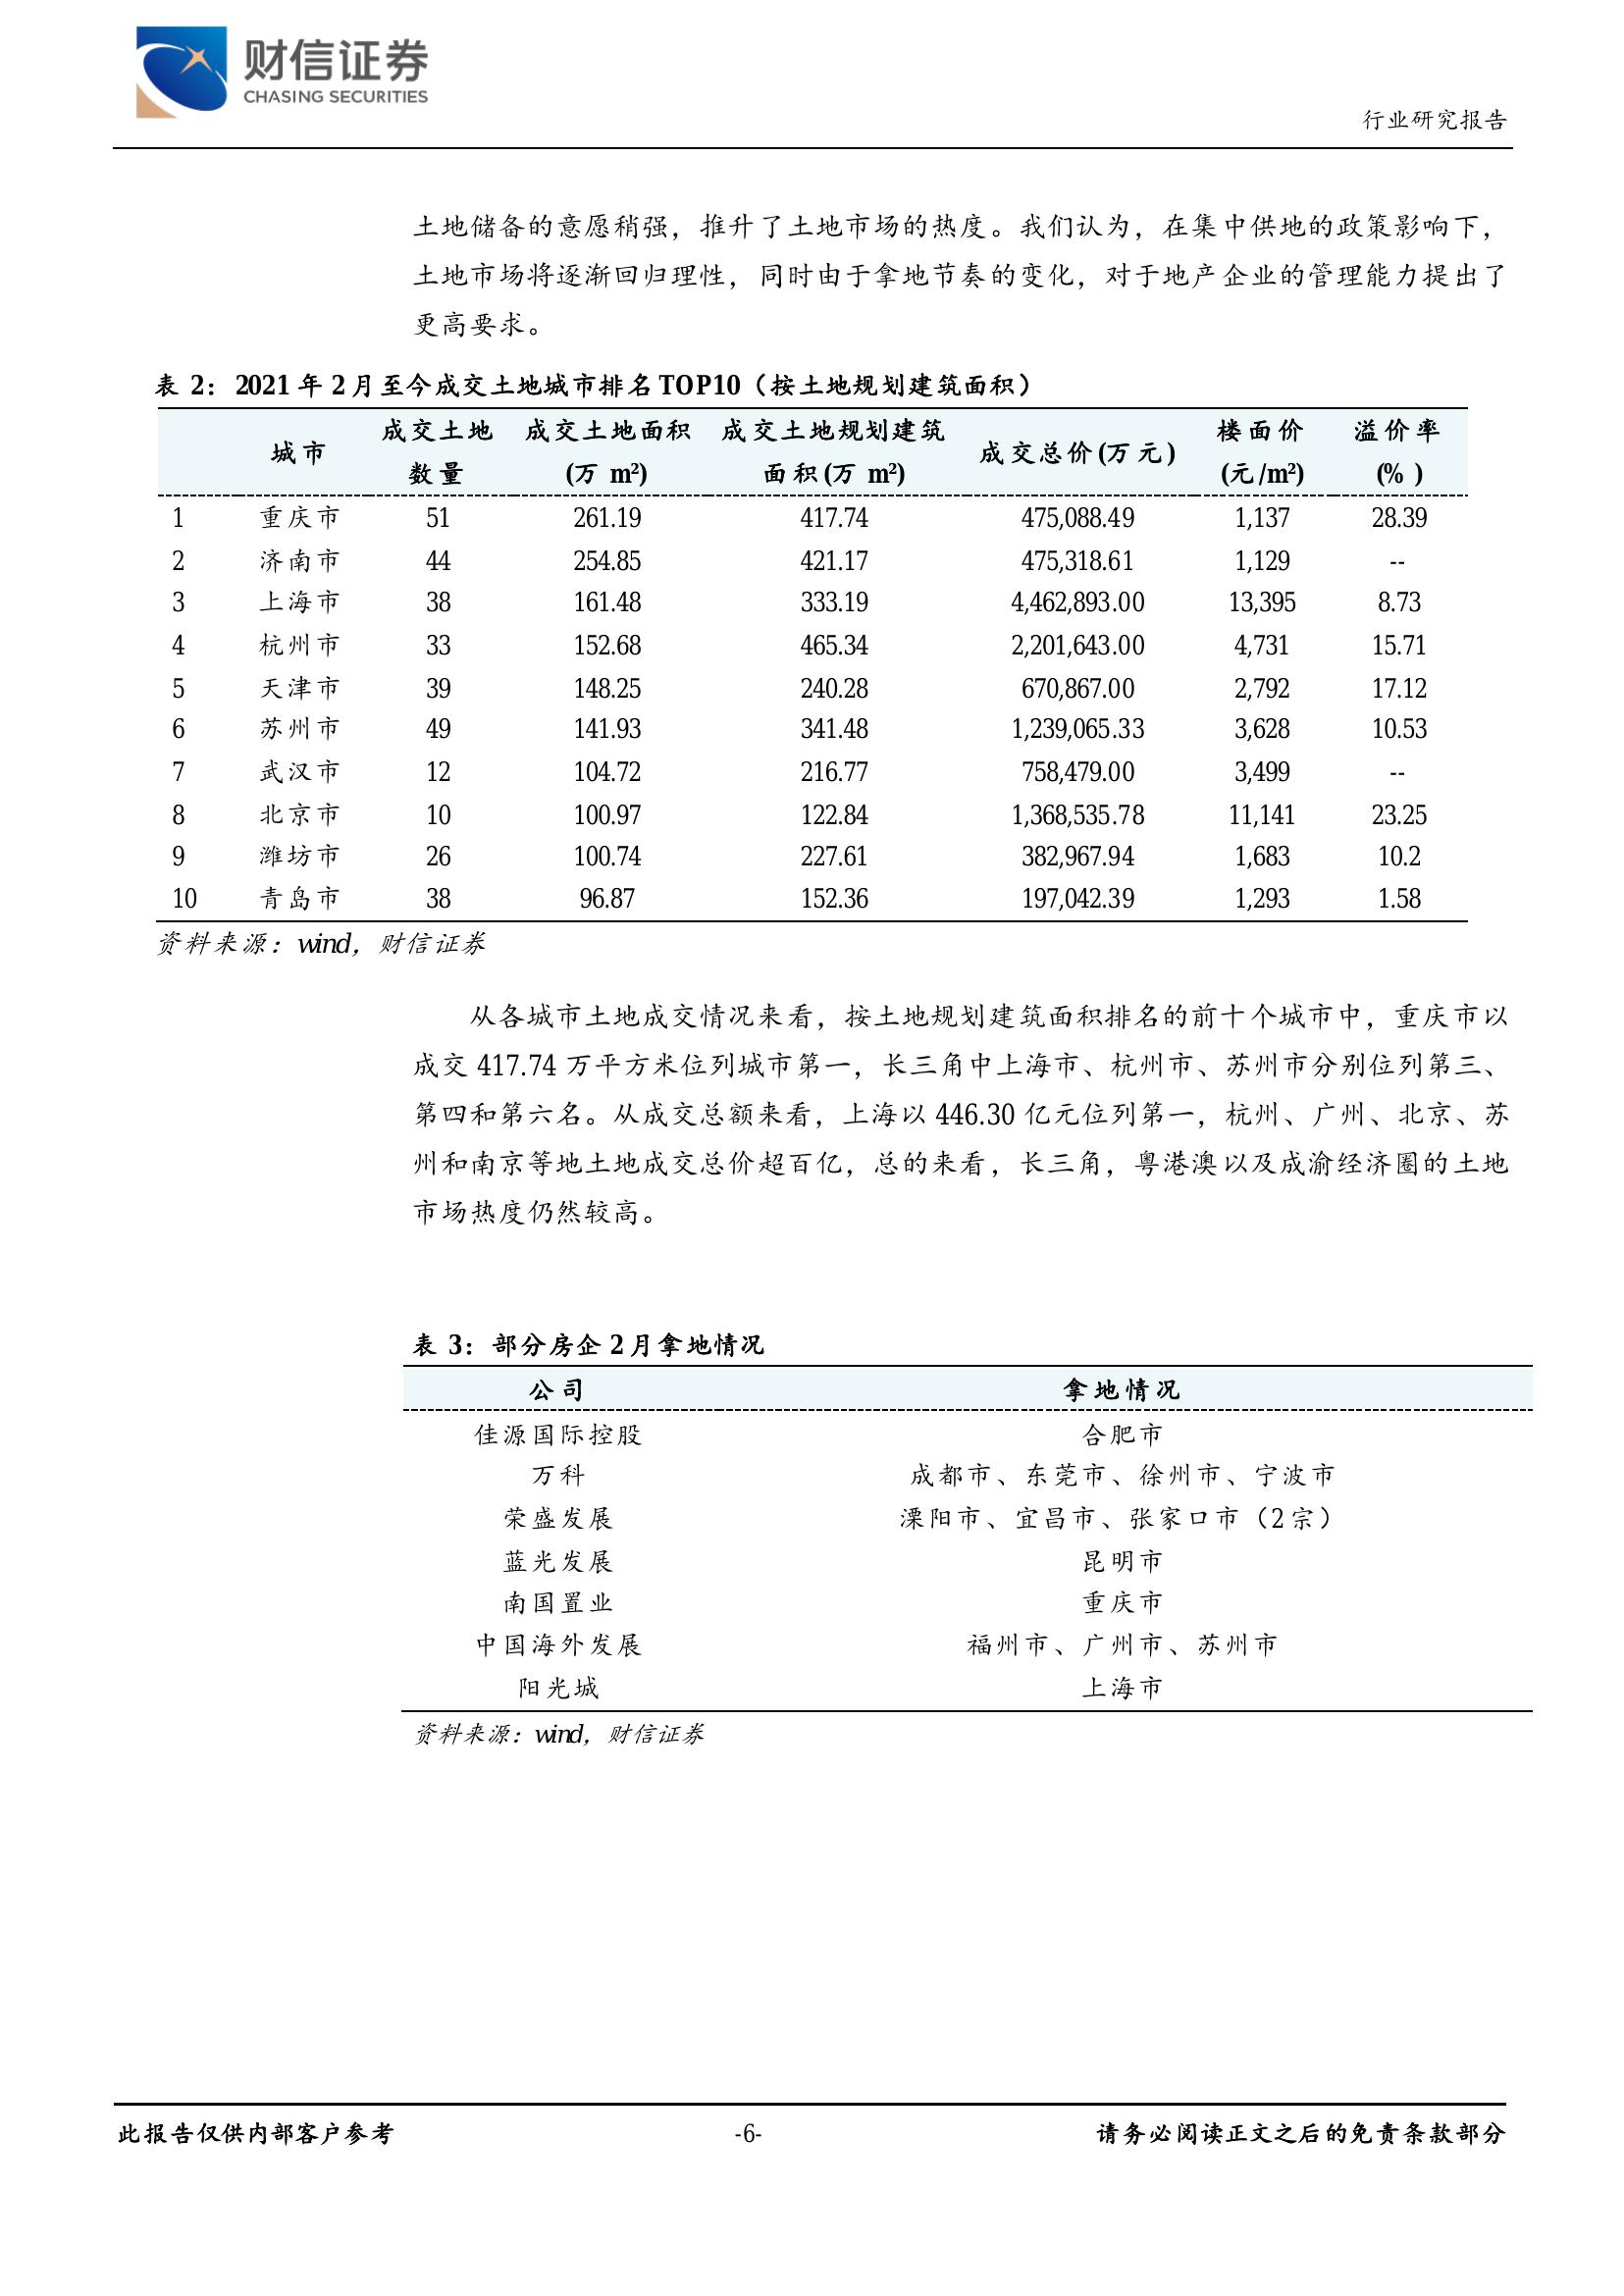 财信证券
CHASING SECURITIES
行业研究报告
土地储备的意愿稍强，推升了土地市场的热度。我们认为，在集中供地的政策影响下，
土地市场将逐渐回归理性，同时由于拿地节奏的变化，对于地产企业的管理能力提出了
更高要求。
表 2：2021 年 2 月至今成交土地城市排名 TOP10（按土地规划建筑面积）
城市 成交土地数量 成交土地面积(万 m²) 成交土地规划建筑面积(万 m²) 成交总价(万元) 楼面价(元/m²) 溢价率(%)
1 重庆市 51 261.19 417.74 475,088.49 1,137 28.39
2 济南市 44 254.85 421.17 475,318.61 1,129 --
3 上海市 38 161.48 333.19 4,462,893.00 13,395 8.73
4 杭州市 33 152.68 465.34 2,201,643.00 4,731 15.71
5 天津市 39 148.25 240.28 670,867.00 2,792 17.12
6 苏州市 49 141.93 341.48 1,239,065.33 3,628 10.53
7 武汉市 12 104.72 216.77 758,479.00 3,499 --
8 北京市 10 100.97 122.84 1,368,535.78 11,141 23.25
9 潍坊市 26 100.74 227.61 382,967.94 1,683 10.2
10 青岛市 38 96.87 152.36 197,042.39 1,293 1.58
资料来源：wind，财信证券
从各城市土地成交情况来看，按土地规划建筑面积排名的前十个城市中，重庆市以
成交 417.74 万平方米位列城市第一，长三角中上海市、杭州市、苏州市分别位列第三、
第四和第六名。从成交总额来看，上海以 446.30 亿元位列第一，杭州、广州、北京、苏
州和南京等地土地成交总价超百亿，总的来看，长三角，粤港澳以及成渝经济圈的土地
市场热度仍然较高。
表 3：部分房企 2 月拿地情况
公司 拿地情况
佳源国际控股 合肥市
万科 成都市、东莞市、徐州市、宁波市
荣盛发展 溧阳市、宜昌市、张家口市（2 宗）
蓝光发展 昆明市
南国置业 重庆市
中国海外发展 福州市、广州市、苏州市
阳光城 上海市
资料来源：wind，财信证券
此报告仅供内部客户参考 -6- 请务必阅读正文之后的免责条款部分